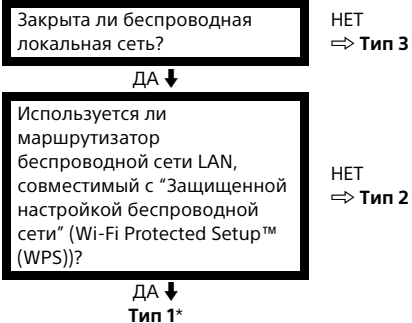 Закрыта ли беспроводная
локальная сеть?
НЕТ
⇨ Тип 3
ДА ⬇
Используется ли
маршрутизатор
беспроводной сети LAN,
совместимый с “Защищенной
настройкой беспроводной
сети” (Wi-Fi Protected Setup™
(WPS))?
НЕТ
⇨ Тип 2
ДА ⬇
Тип 1*